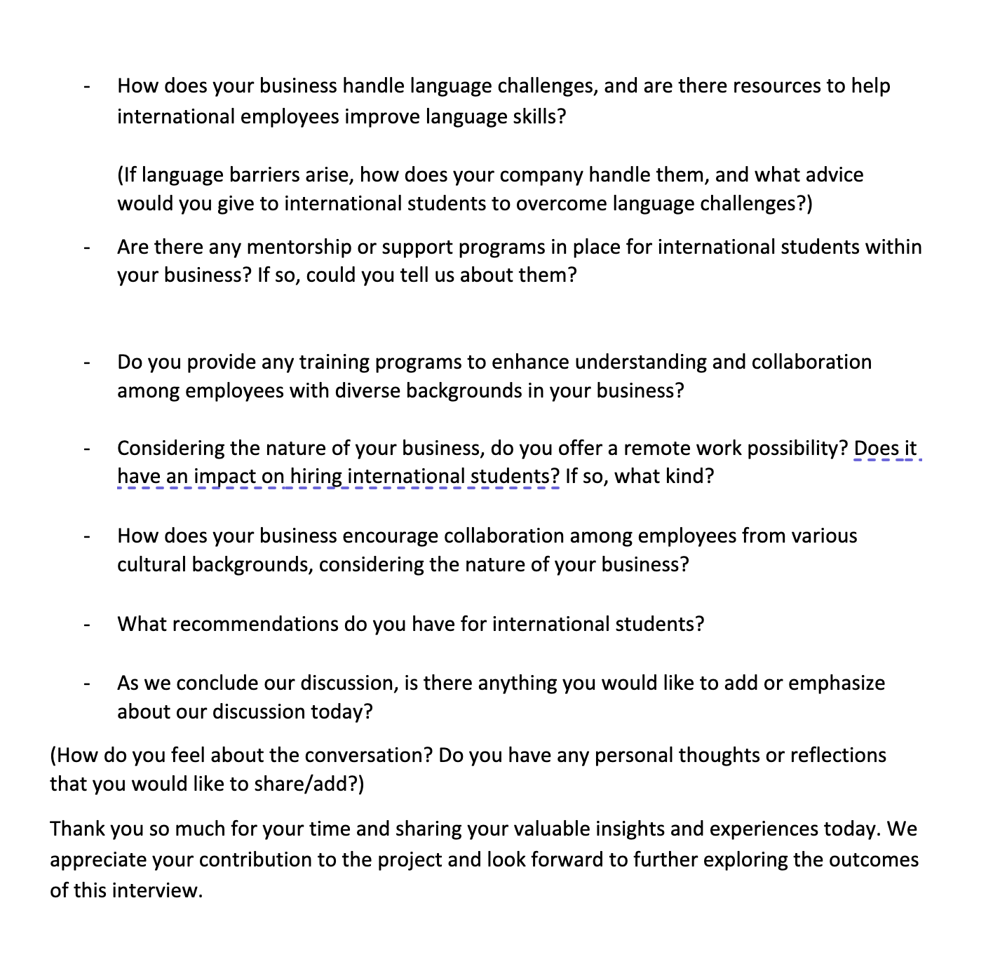 - How does your business handle language challenges, and are there resources to help
international employees improve language skills?
(If language barriers arise, how does your company handle them, and what advice
would you give to international students to overcome language challenges?)
- Are there any mentorship or support programs in place for international students within
your business? If so, could you tell us about them?
- Do you provide any training programs to enhance understanding and collaboration
among employees with diverse backgrounds in your business?
- Considering the nature of your business, do you offer a remote work possibility? Does it
have an impact on hiring international students? If so, what kind?
- How does your business encourage collaboration among employees from various
cultural backgrounds, considering the nature of your business?
- What recommendations do you have for international students?
- As we conclude our discussion, is there anything you would like to add or emphasize
about our discussion today?
(How do you feel about the conversation? Do you have any personal thoughts or reflections
that you would like to share/add?)
Thank you so much for your time and sharing your valuable insights and experiences today. We
appreciate your contribution to the project and look forward to further exploring the outcomes
of this interview.